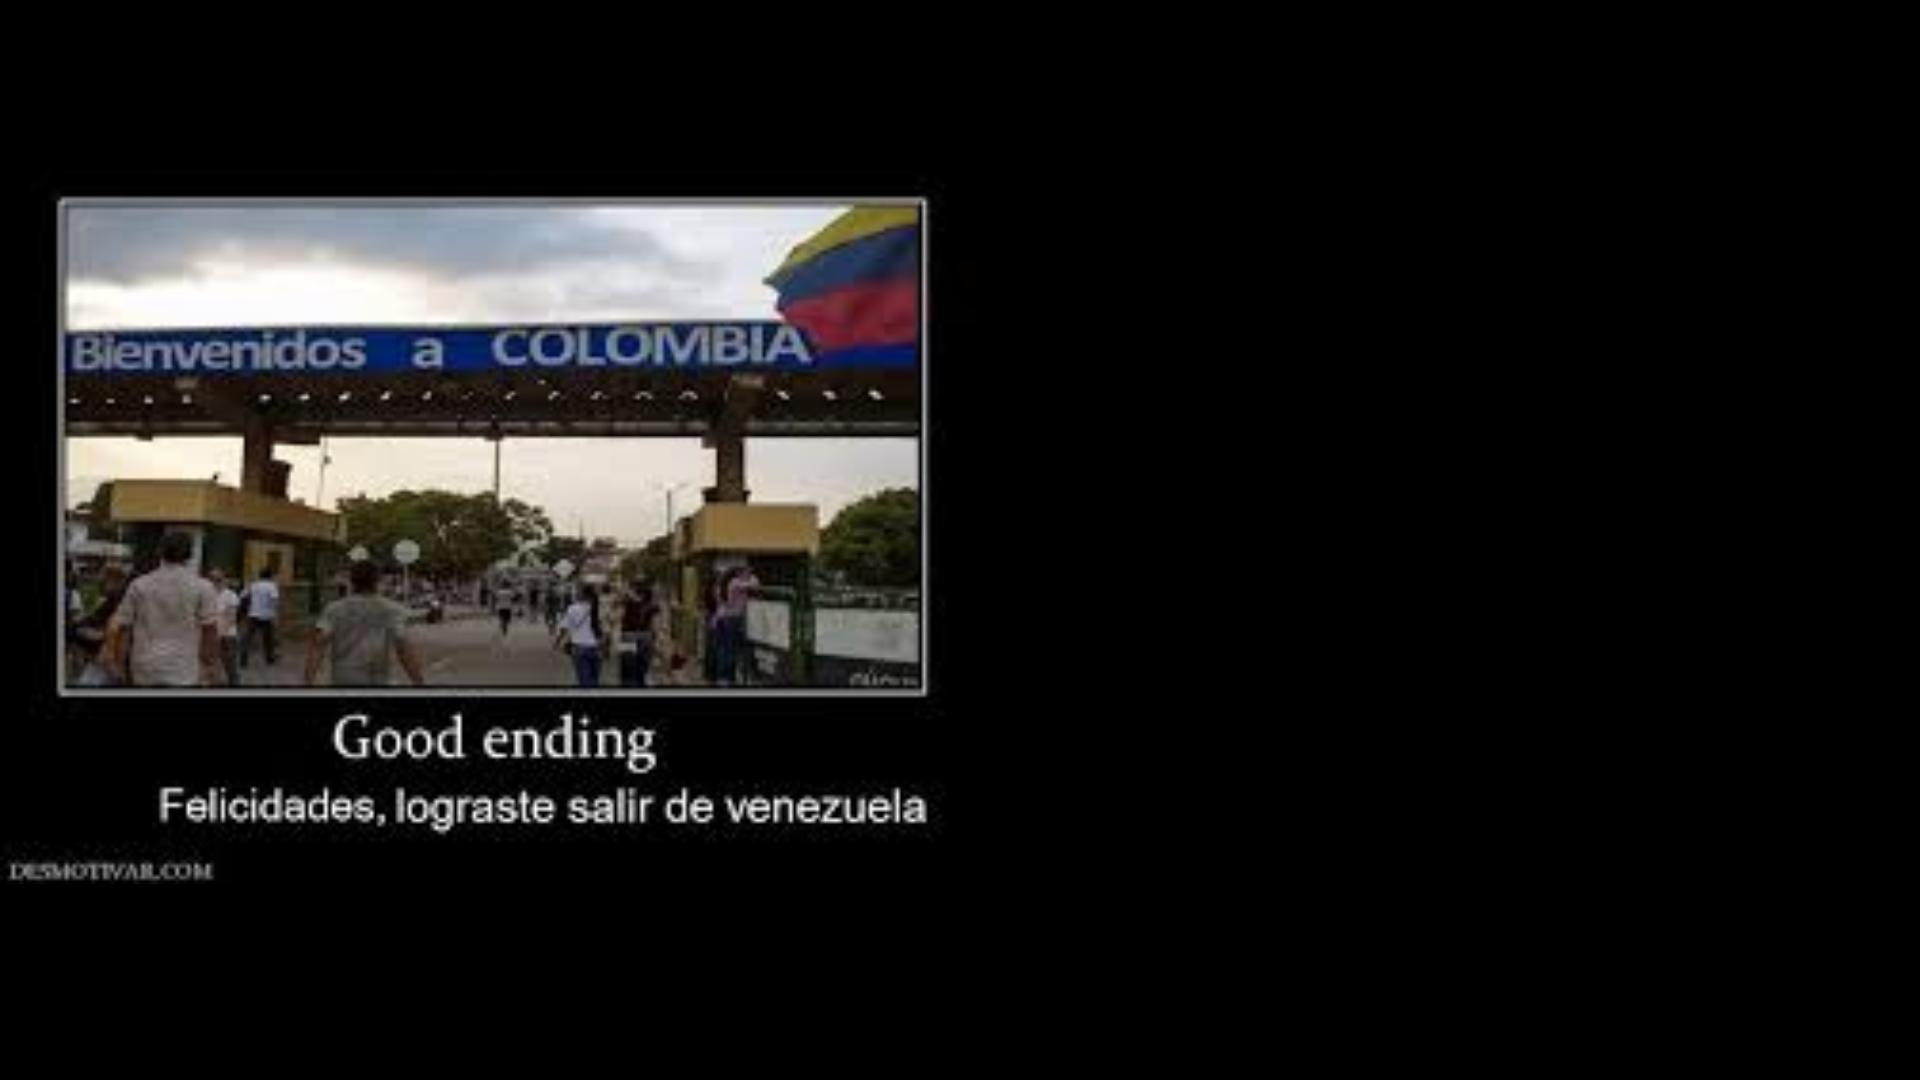 Bienvenidos a COLOMBIA
Good ending
Felicidades, lograste salir de venezuela
DESMOTIVAR.COM